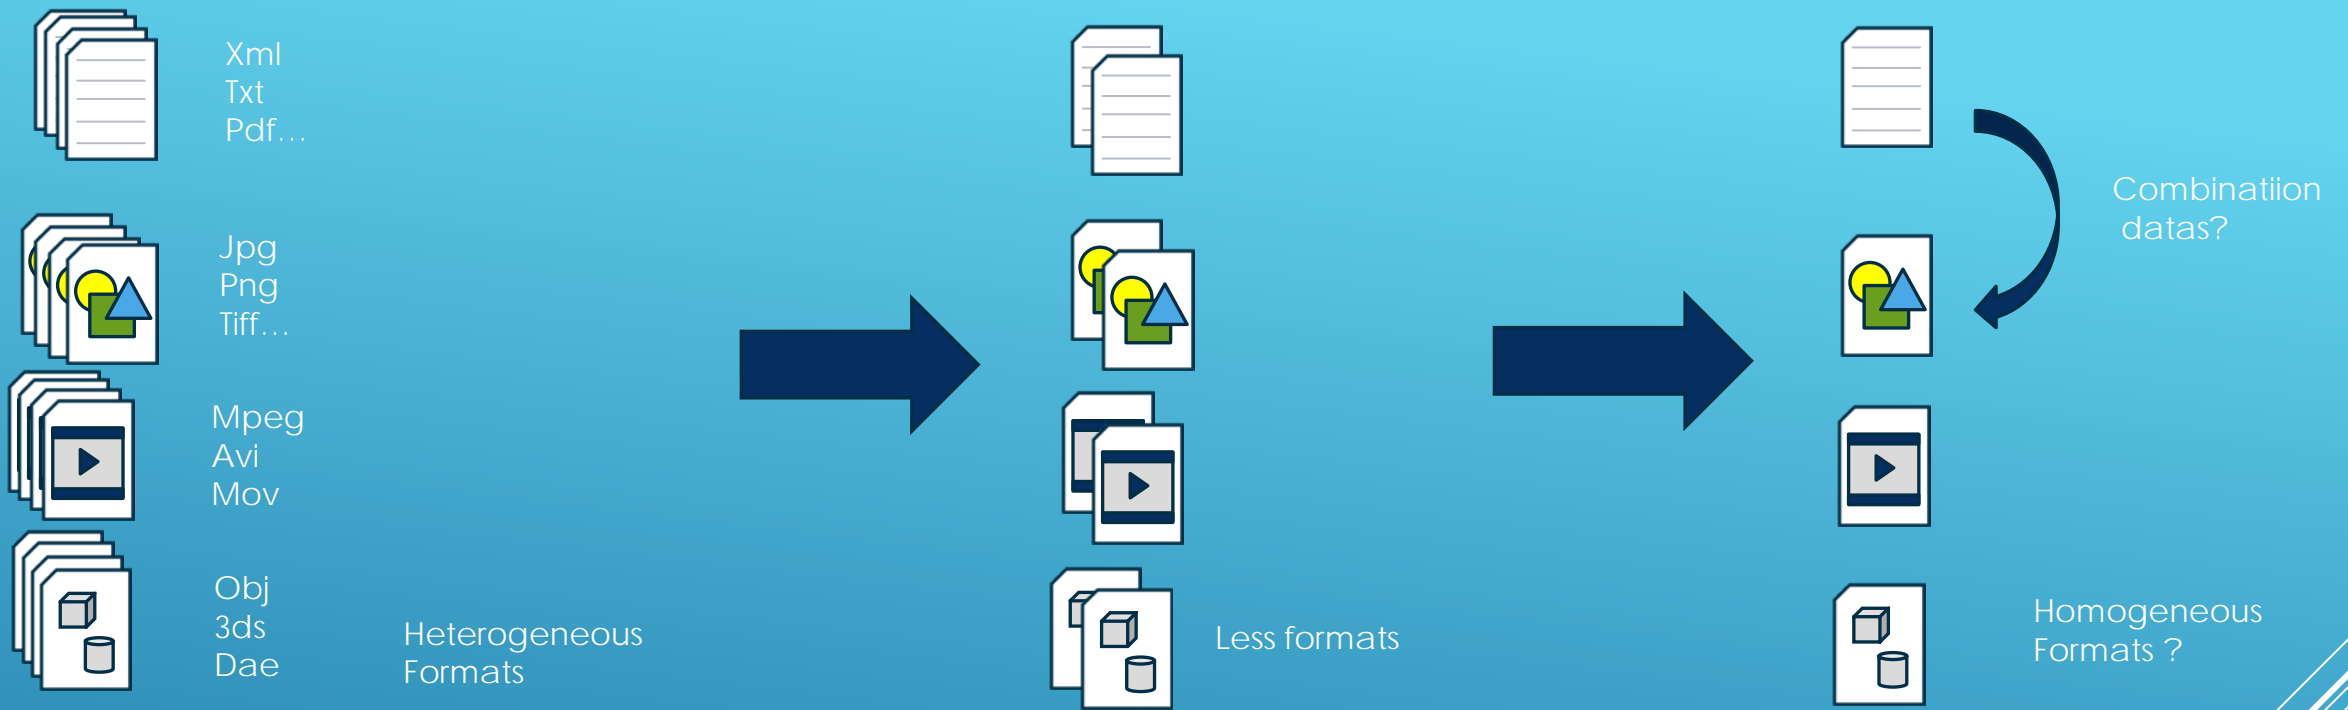 Xml
Txt
Pdf…
Jpg
Png
Tiff…
Mpeg
Avi
Mov
Obj
3ds
Dae
Heterogeneous
Formats
Less formats
Combinatiion
datas?
Homogeneous
Formats ?